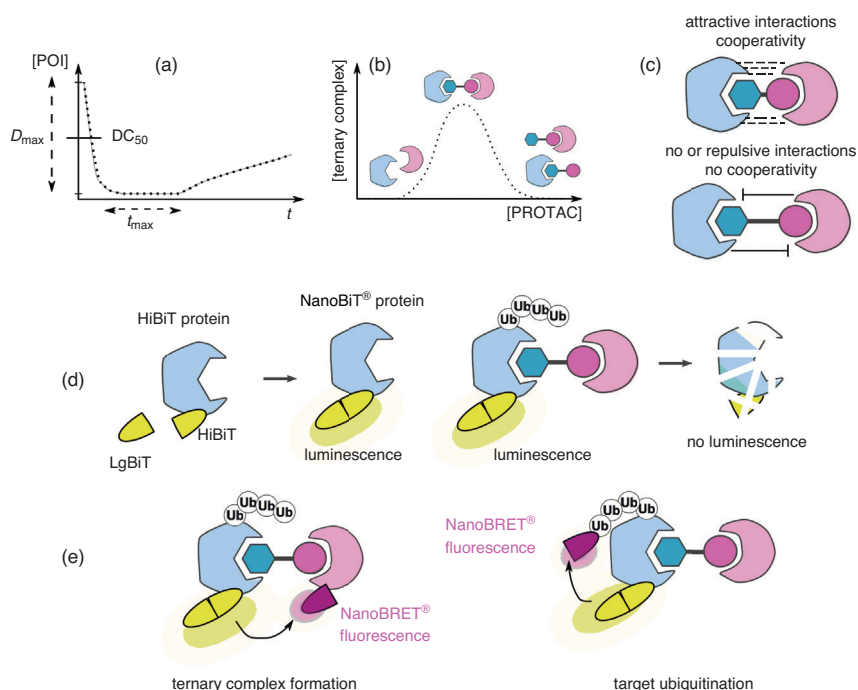 [POI]
(a)
D_max
DC50
t_max
t
(b)
[ternary complex]
[PROTAC]
attractive interactions
cooperativity
(c)
no or repulsive interactions
no cooperativity
(d)
HiBiT protein
LgBiT
HiBiT
NanoBiT® protein
luminescence
Ub Ub Ub Ub
luminescence
no luminescence
(e)
Ub Ub Ub Ub
NanoBRET®
fluorescence
ternary complex formation
NanoBRET®
fluorescence
Ub Ub Ub Ub
target ubiquitination